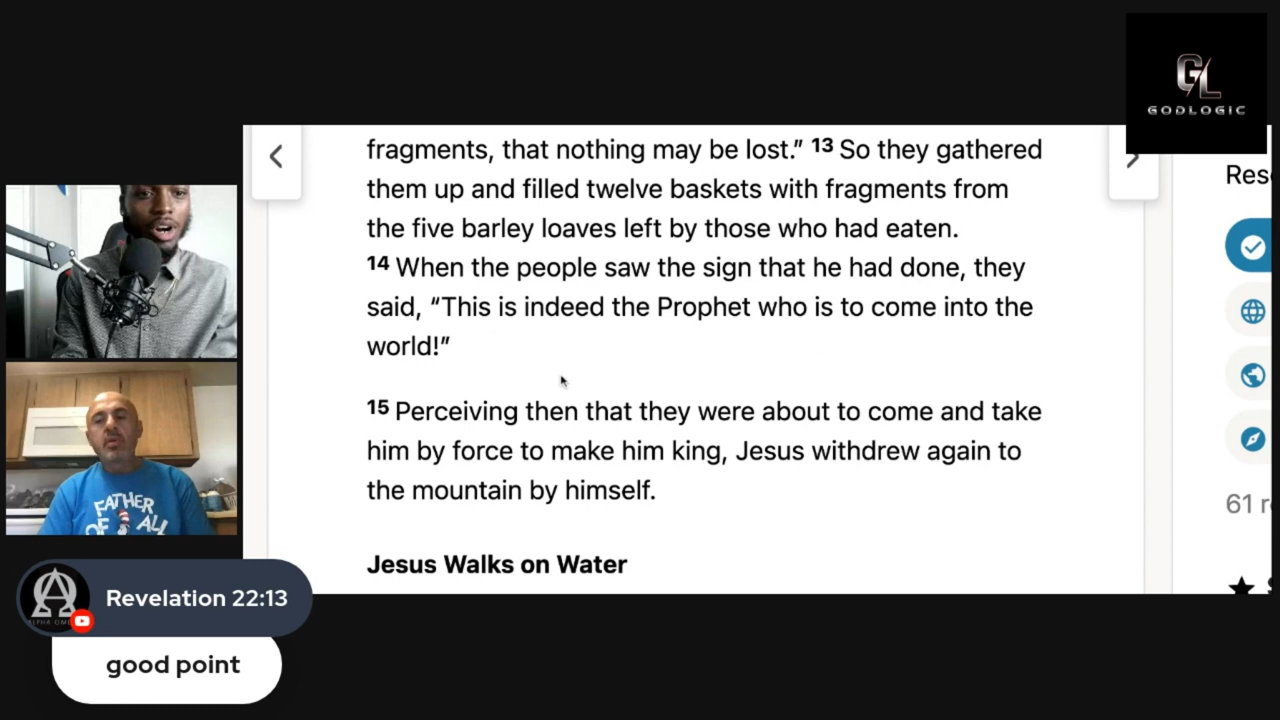 GL
GODLOGIC
fragments, that nothing may be lost.” 13 So they gathered
them up and filled twelve baskets with fragments from
the five barley loaves left by those who had eaten.
14 When the people saw the sign that he had done, they
said, “This is indeed the Prophet who is to come into the
world!”
15 Perceiving then that they were about to come and take
him by force to make him king, Jesus withdrew again to
the mountain by himself.
Jesus Walks on Water
FATHER
OF ALL
Revelation 22:13
good point